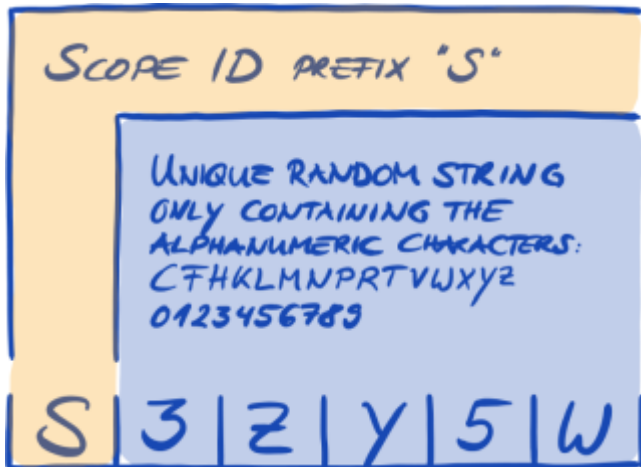 SCOPE ID PREFIX "S"
UNIQUE RANDOM STRING
ONLY CONTAINING THE
ALPHANUMERIC CHARACTERS:
CFHKLMNPRTVWXYZ
0123456789
S 3 Z Y 5 W